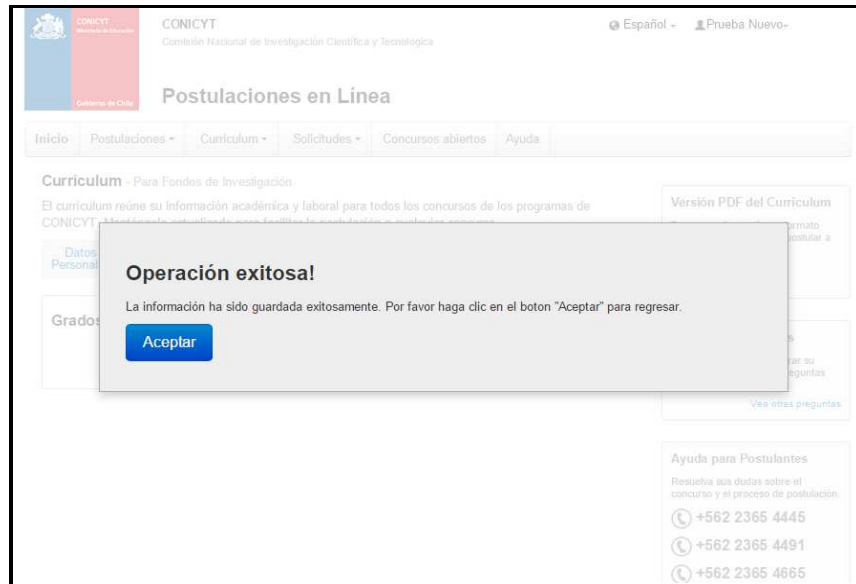 CONICYT
Ministerio de Educación
Gobierno de Chile
CONICYT
Comisión Nacional de Investigación Científica y Tecnológica
Español
Prueba Nuevo
Postulaciones en Línea
Inicio Postulaciones Curriculum Solicitudes Concursos abiertos Ayuda
Curriculum - Para Fondos de Investigación
El curriculum reúne su información académica y laboral para todos los concursos de los programas de
CONICYT.
Datos
Personal
Grados
Operación exitosa!
La información ha sido guardada exitosamente. Por favor haga clic en el boton "Aceptar" para regresar.
Aceptar
Versión PDF del Curriculum
ormato
postular a
rar su
eguntas
Vea otras preguntas
Ayuda para Postulantes
Resuelva sus dudas sobre el
concurso y el proceso de postulación.
+562 2365 4445
+562 2365 4491
+562 2365 4665